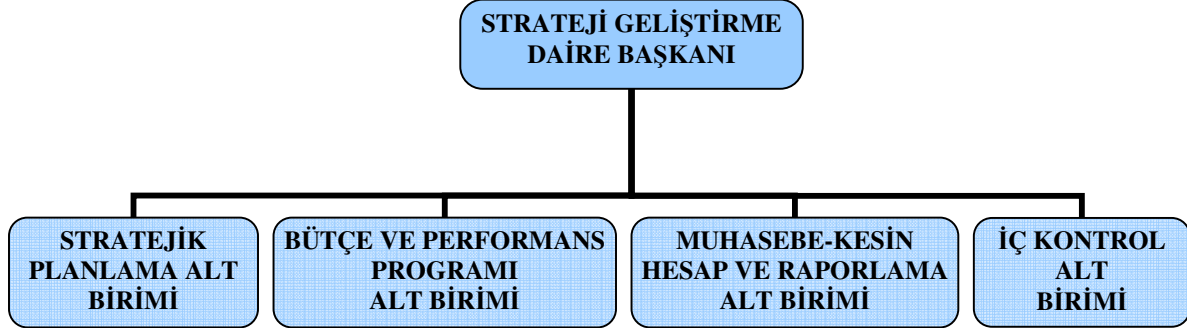 STRATEJİ GELİŞTİRME
DAİRE BAŞKANI
STRATEJİK
PLANLAMA ALT
BİRİMİ
BÜTÇE VE PERFORMANS
PROGRAMI
ALT BİRİMİ
MUHASEBE-KESİN
HESAP VE RAPORLAMA
ALT BİRİMİ
İÇ KONTROL
ALT
BİRİMİ